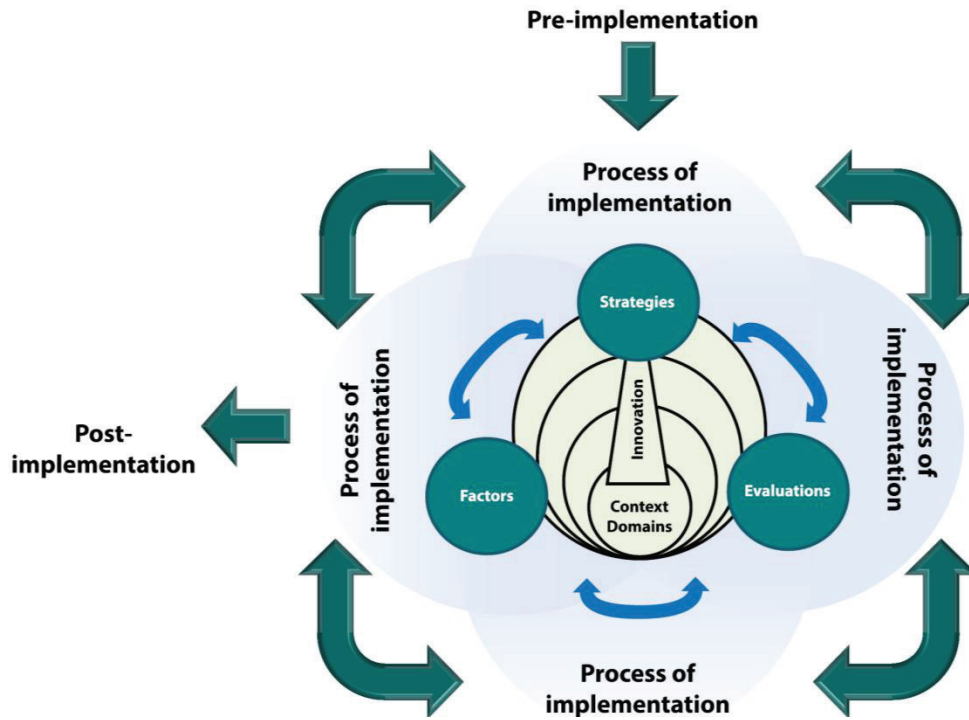 Pre-implementation
Process of
implementation
Strategies
Process of
implementation
Innovation
Process of
implementation
Post-
implementation
Factors
Evaluations
Context
Domains
Process of
implementation